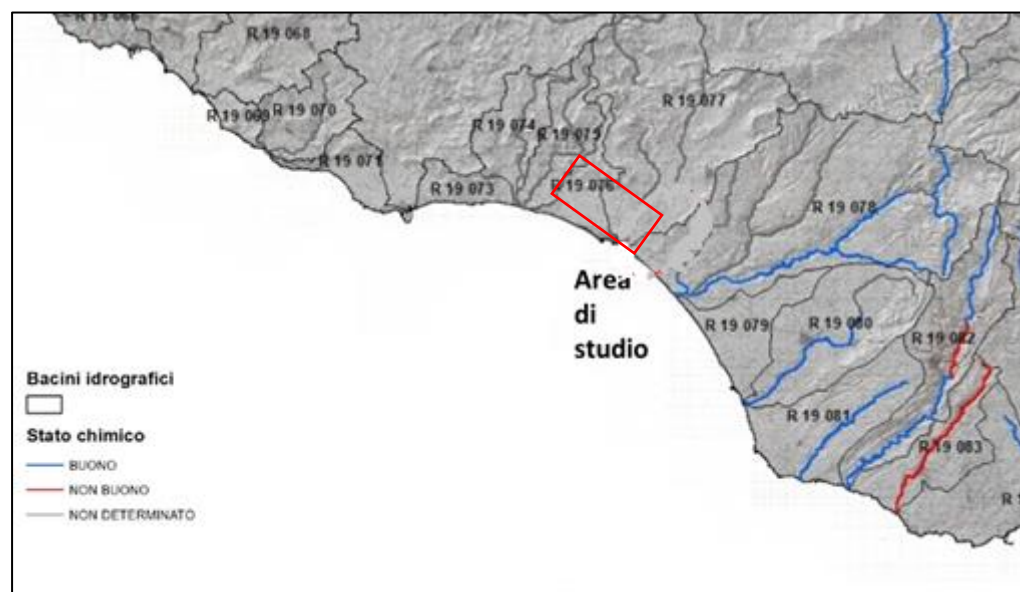 R 19 068
R 19 077
R 19 069
R 19 070
R 19 074
R 19 075
R 19 071
R 19 073
R 19 076
R 19 078
Area
di
studio
R 19 079
R 19 080
R 19 082
R 19 081
R 19 083
Bacini idrografici
Stato chimico
BUONO
NON BUONO
NON DETERMINATO